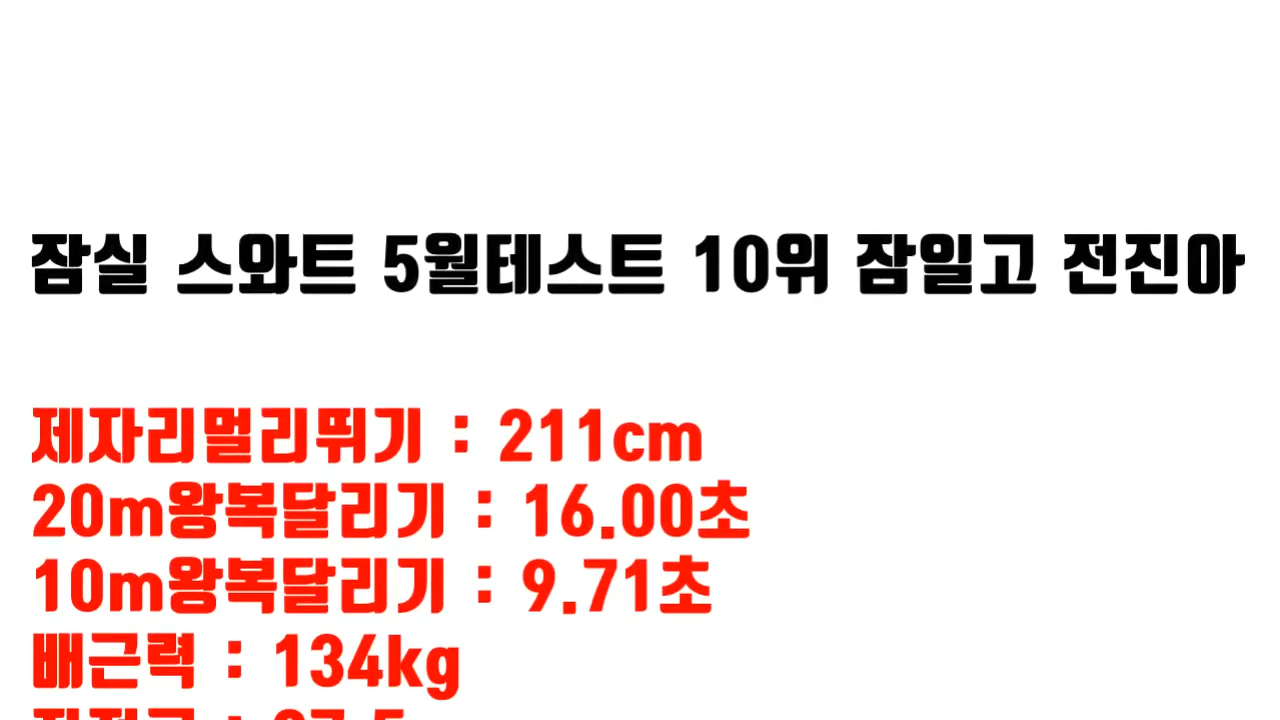 잠실 스와트 5월테스트 10위 잠일고 전진아
제자리멀리뛰기 : 211cm
20m왕복달리기 : 16.00초
10m왕복달리기 : 9.71초
배근력 : 134kg